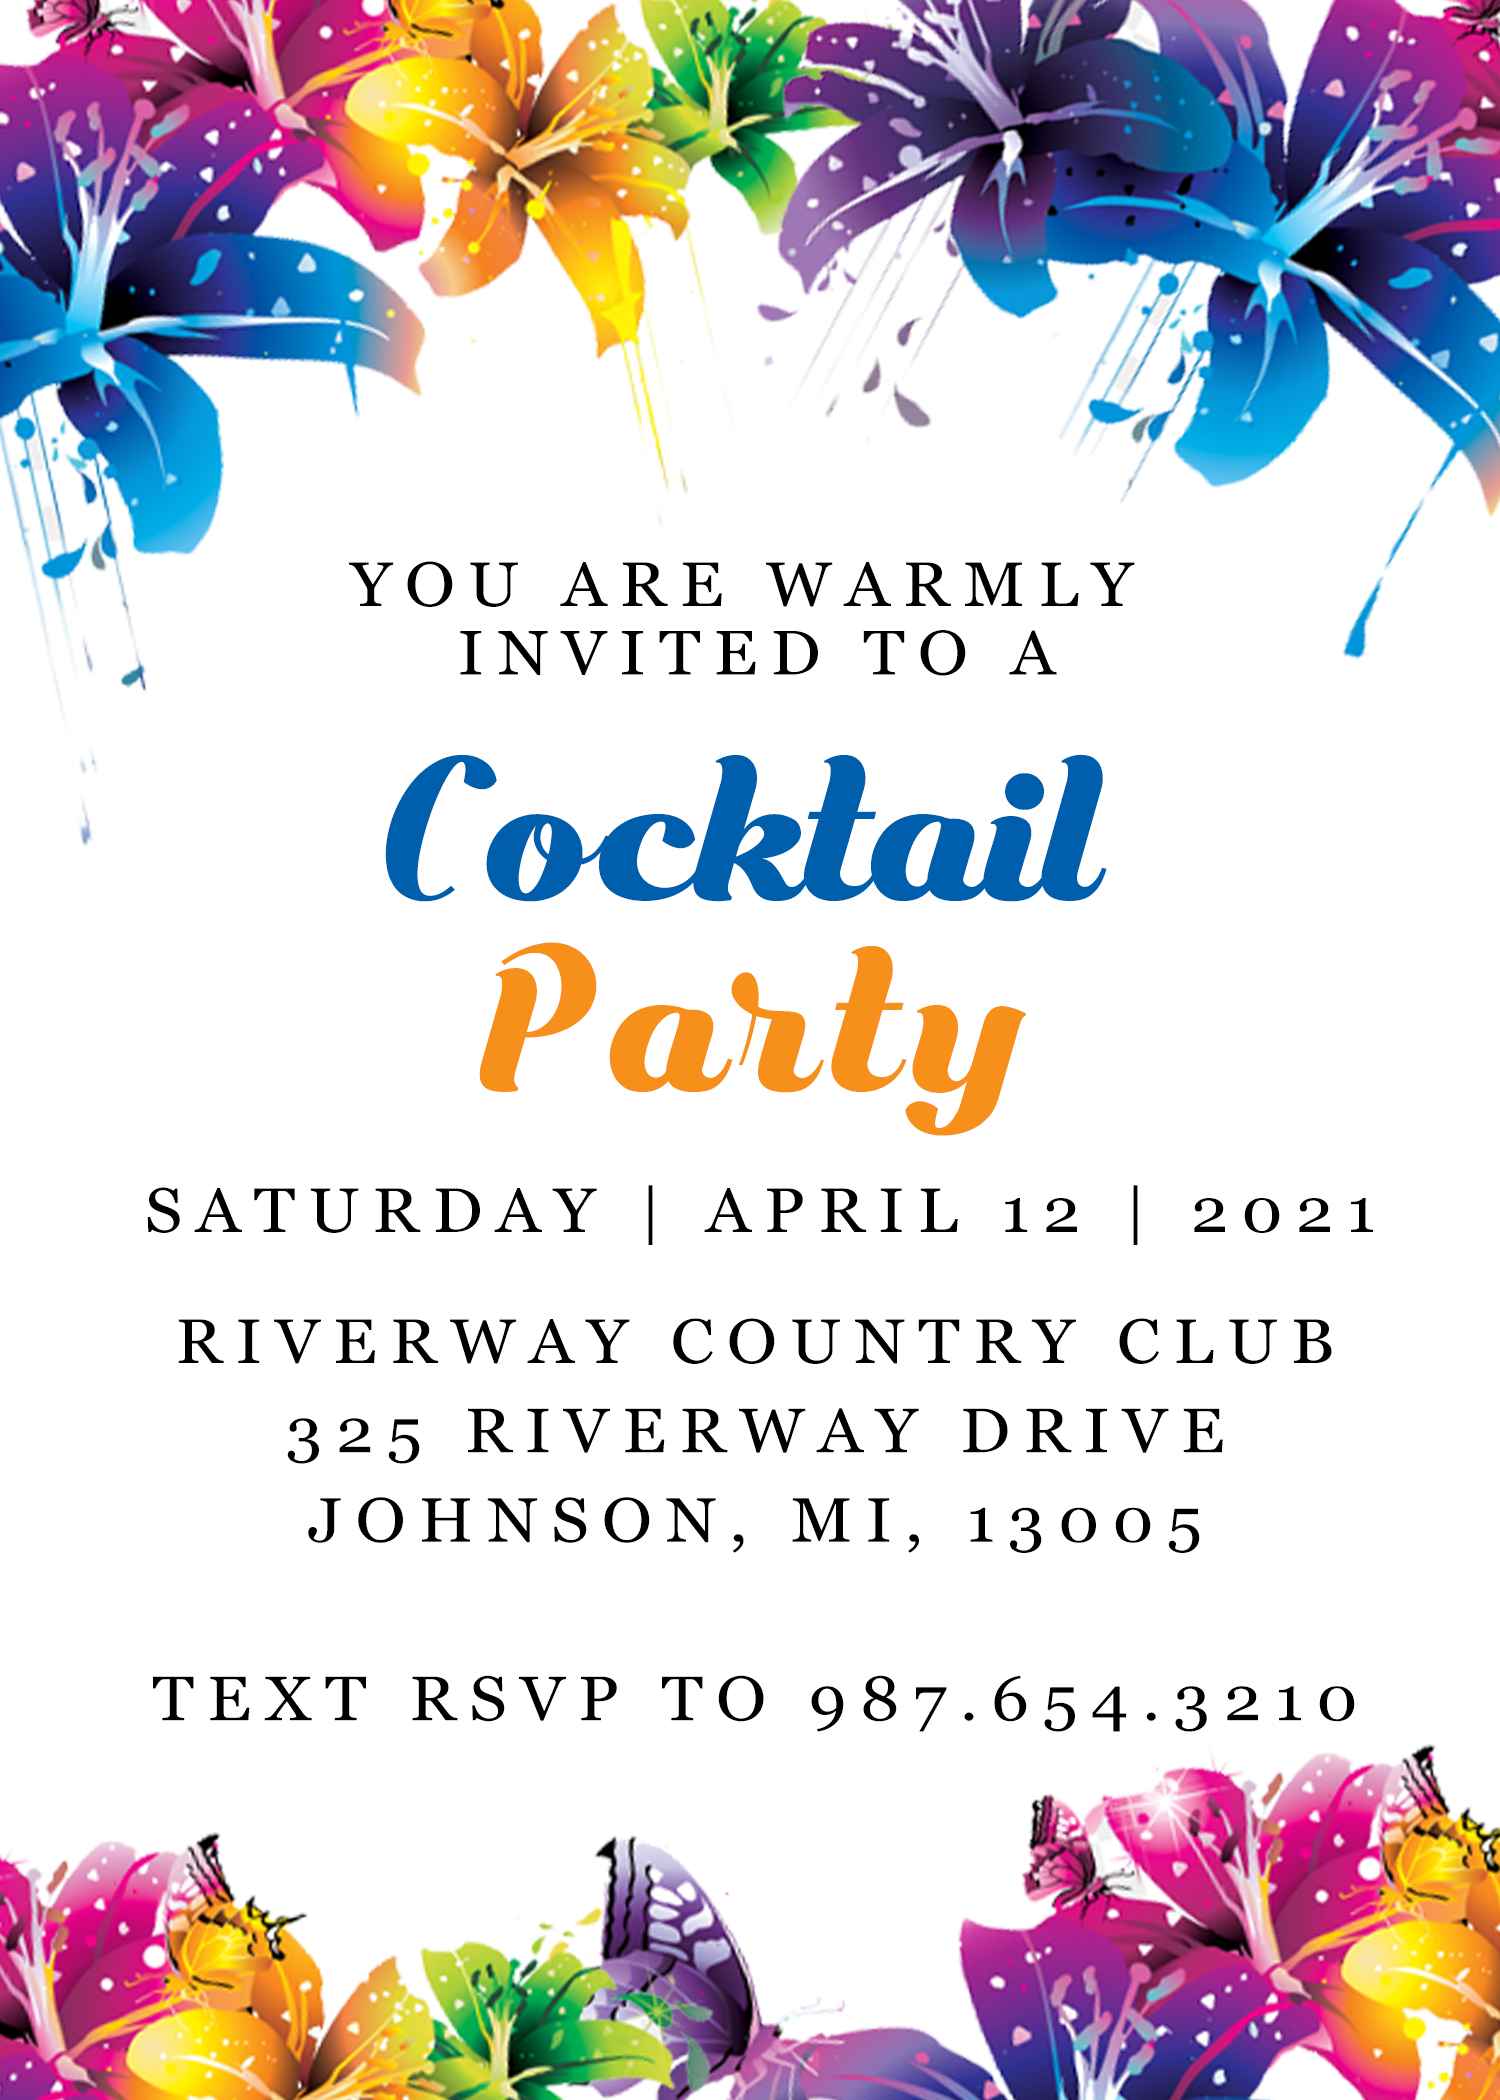 YOU ARE WARMLY
INVITED TO A
Cocktail
Party
SATURDAY | APRIL 12 | 2021
RIVERWAY COUNTRY CLUB
325 RIVERWAY DRIVE
JOHNSON, MI, 13005
TEXT RSVP TO 987.654.3210